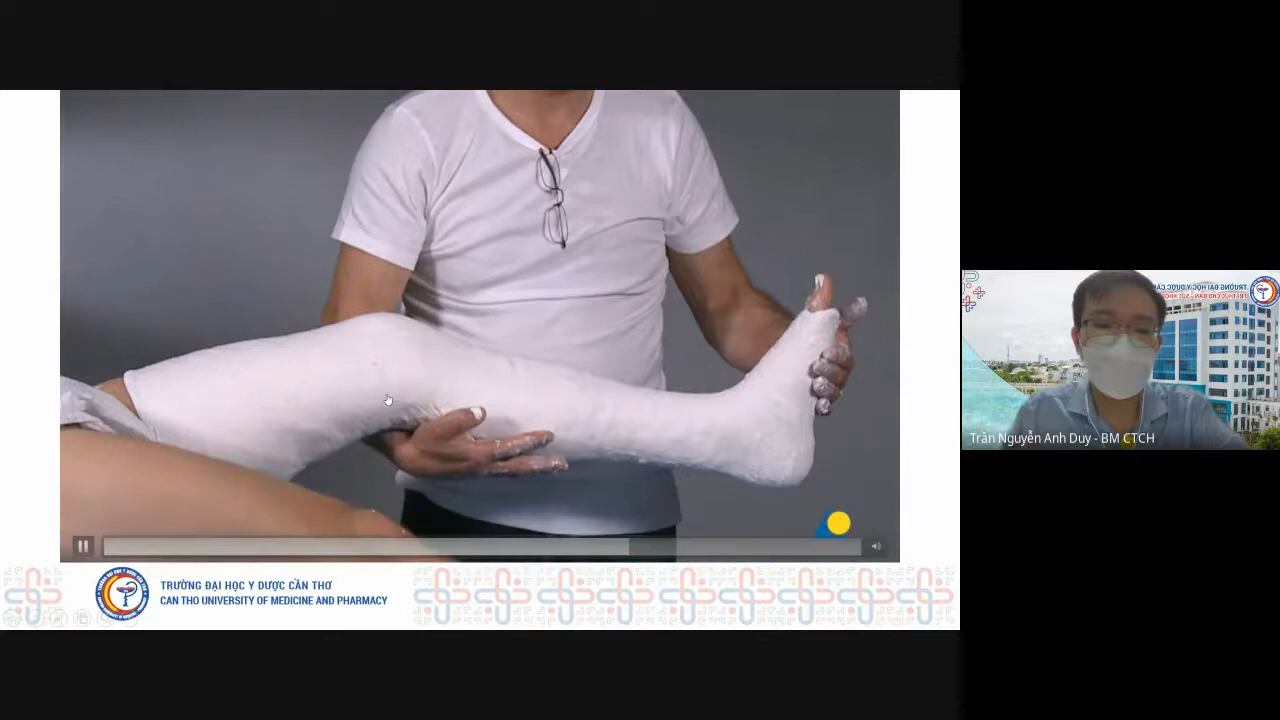 TRƯỜNG ĐẠI HỌC Y DƯỢC CẦN THƠ
CAN THO UNIVERSITY OF MEDICINE AND PHARMACY
Trần Nguyễn Anh Duy - BM CTCH